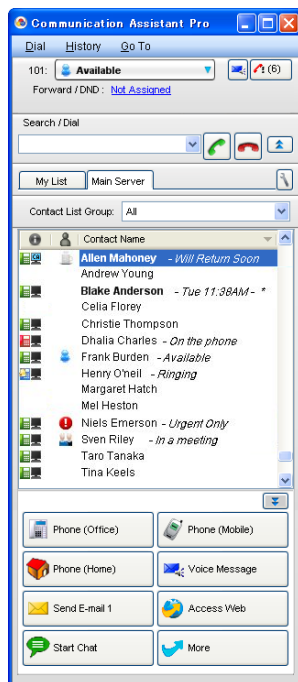 Communication Assistant Pro
Dial History Go To
101: Available (6)
Forward / DND : Not Assigned
Search / Dial
My List Main Server
Contact List Group: All
Contact Name
Allen Mahoney - Will Return Soon
Andrew Young
Blake Anderson - Tue 11:38AM - *
Celia Florey
Christie Thompson
Dhalia Charles - On the phone
Frank Burden - Available
Henry O'neil - Ringing
Margaret Hatch
Mel Heston
Niels Emerson - Urgent Only
Sven Riley - In a meeting
Taro Tanaka
Tina Keels
Phone (Office) Phone (Mobile)
Phone (Home) Voice Message
Send E-mail 1 Access Web
Start Chat More